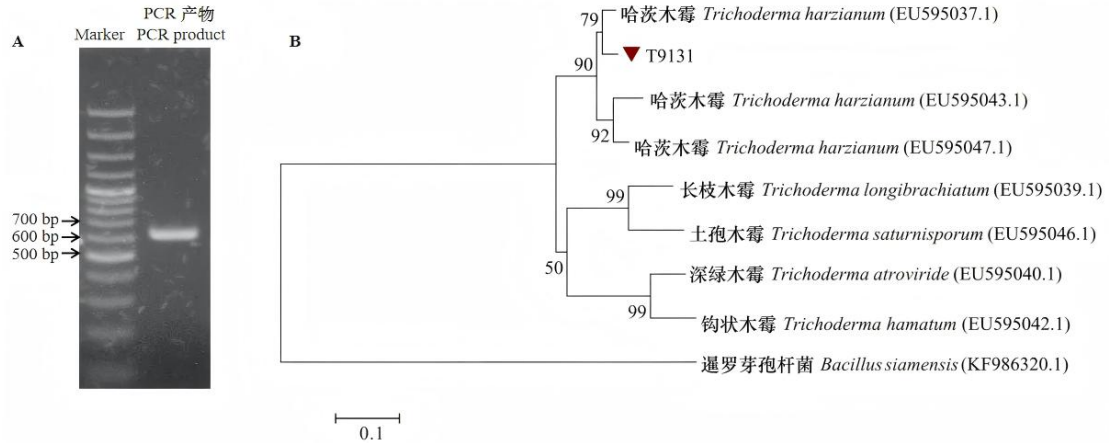 A
Marker
PCR 产物
PCR product
700 bp
600 bp
500 bp
B
79
哈茨木霉 Trichoderma harzianum (EU595037.1)
T9131
90
哈茨木霉 Trichoderma harzianum (EU595043.1)
92
哈茨木霉 Trichoderma harzianum (EU595047.1)
长枝木霉 Trichoderma longibrachiatum (EU595039.1)
99
土孢木霉 Trichoderma saturnisporum (EU595046.1)
50
深绿木霉 Trichoderma atroviride (EU595040.1)
99
钩状木霉 Trichoderma hamatum (EU595042.1)
暹罗芽孢杆菌 Bacillus siamensis (KF986320.1)
0.1